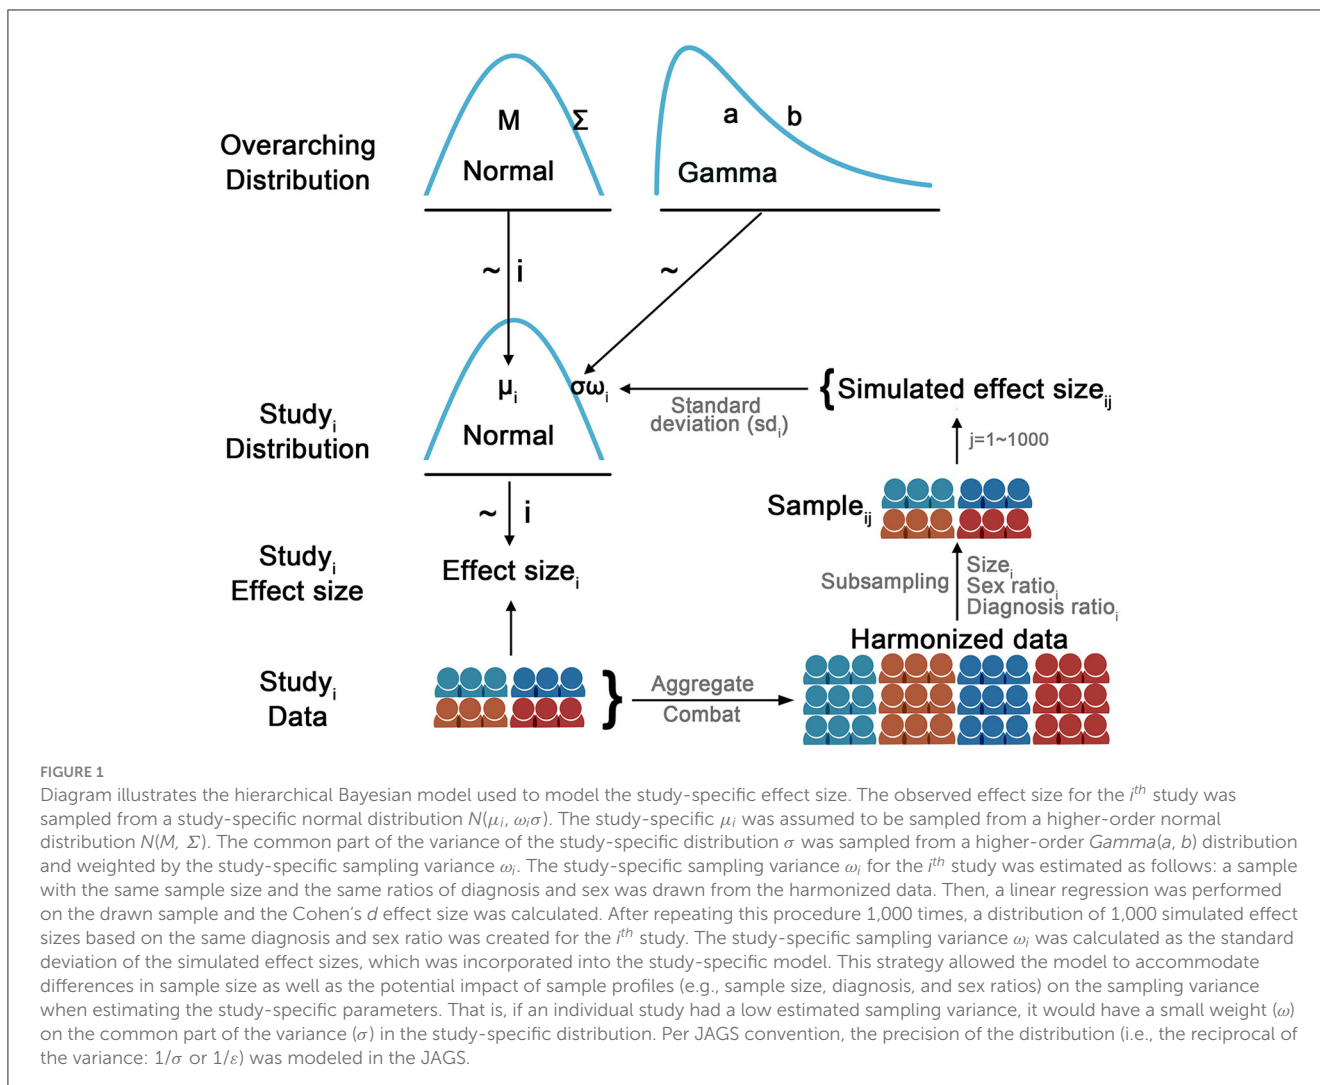 M Σ
Normal
a b
Gamma
Overarching
Distribution
~ i
~
μi
σωi
Normal
Study i
Distribution
Standard
deviation (sd i)
{ Simulated effect size ij
j=1~1000
Sample ij
~ i
Study i
Effect size
Effect size i
Subsampling
Size i
Sex ratio i
Diagnosis ratio i
Harmonized data
Study i
Data
}
Aggregate
Combat
FIGURE 1
Diagram illustrates the hierarchical Bayesian model used to model the study-specific effect size. The observed effect size for the ith study was
sampled from a study-specific normal distribution N(μi, ωiσ). The study-specific μi was assumed to be sampled from a higher-order normal
distribution N(M, Σ). The common part of the variance of the study-specific distribution σ was sampled from a higher-order Gamma(a, b) distribution
and weighted by the study-specific sampling variance ωi. The study-specific sampling variance ωi for the ith study was estimated as follows: a sample
with the same sample size and the same ratios of diagnosis and sex was drawn from the harmonized data. Then, a linear regression was performed
on the drawn sample and the Cohen's d effect size was calculated. After repeating this procedure 1,000 times, a distribution of 1,000 simulated effect
sizes based on the same diagnosis and sex ratio was created for the ith study. The study-specific sampling variance ωi was calculated as the standard
deviation of the simulated effect sizes, which was incorporated into the study-specific model. This strategy allowed the model to accommodate
differences in sample size as well as the potential impact of sample profiles (e.g., sample size, diagnosis, and sex ratios) on the sampling variance
when estimating the study-specific parameters. That is, if an individual study had a low estimated sampling variance, it would have a small weight (ω)
on the common part of the variance (σ) in the study-specific distribution. Per JAGS convention, the precision of the distribution (i.e., the reciprocal of
the variance: 1/σ or 1/ε) was modeled in the JAGS.